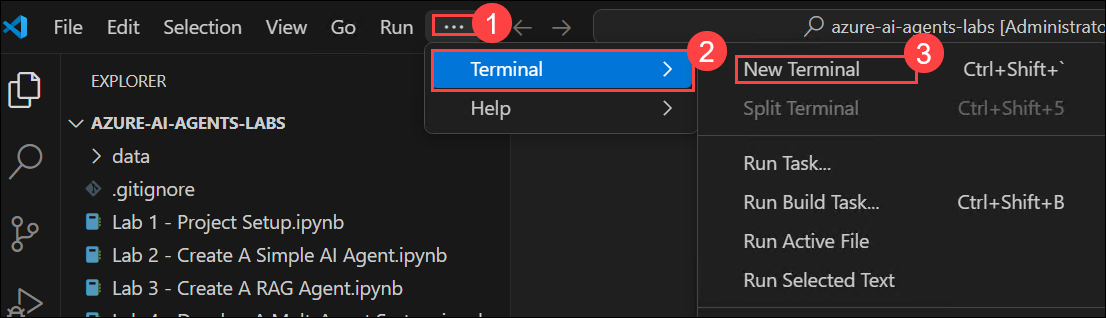 File Edit Selection View Go Run ... 1 azure-ai-agents-labs [Administrato
EXPLORER
AZURE-AI-AGENTS-LABS
data
.gitignore
Lab 1 - Project Setup.ipynb
Lab 2 - Create A Simple AI Agent.ipynb
Lab 3 - Create A RAG Agent.ipynb
Terminal 2
Help
New Terminal Ctrl+Shift+` 3
Split Terminal Ctrl+Shift+5
Run Task...
Run Build Task... Ctrl+Shift+B
Run Active File
Run Selected Text